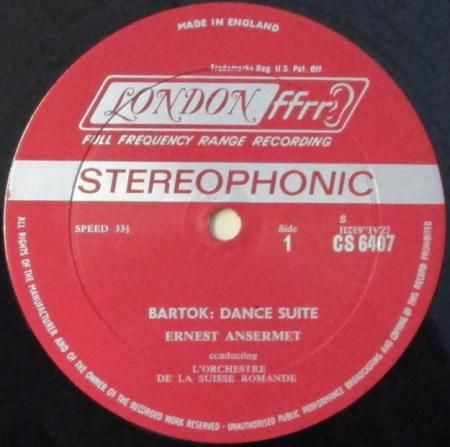 MADE IN ENGLAND
Trademarks Reg. U.S. Pat. Off
LONDON ffrr
FULL FREQUENCY RANGE RECORDING
STEREOPHONIC
SPEED 33⅓
Side
1
S
CS 6407
BARTOK: DANCE SUITE
ERNEST ANSERMET
conducting
L'ORCHESTRE
DE LA SUISSE ROMANDE
ALL RIGHTS OF THE MANUFACTURER AND OF THE OWNER OF THE RECORDED WORK RESERVED - UNAUTHORISED PUBLIC PERFORMANCE BROADCASTING AND COPYING OF THIS RECORD PROHIBITED